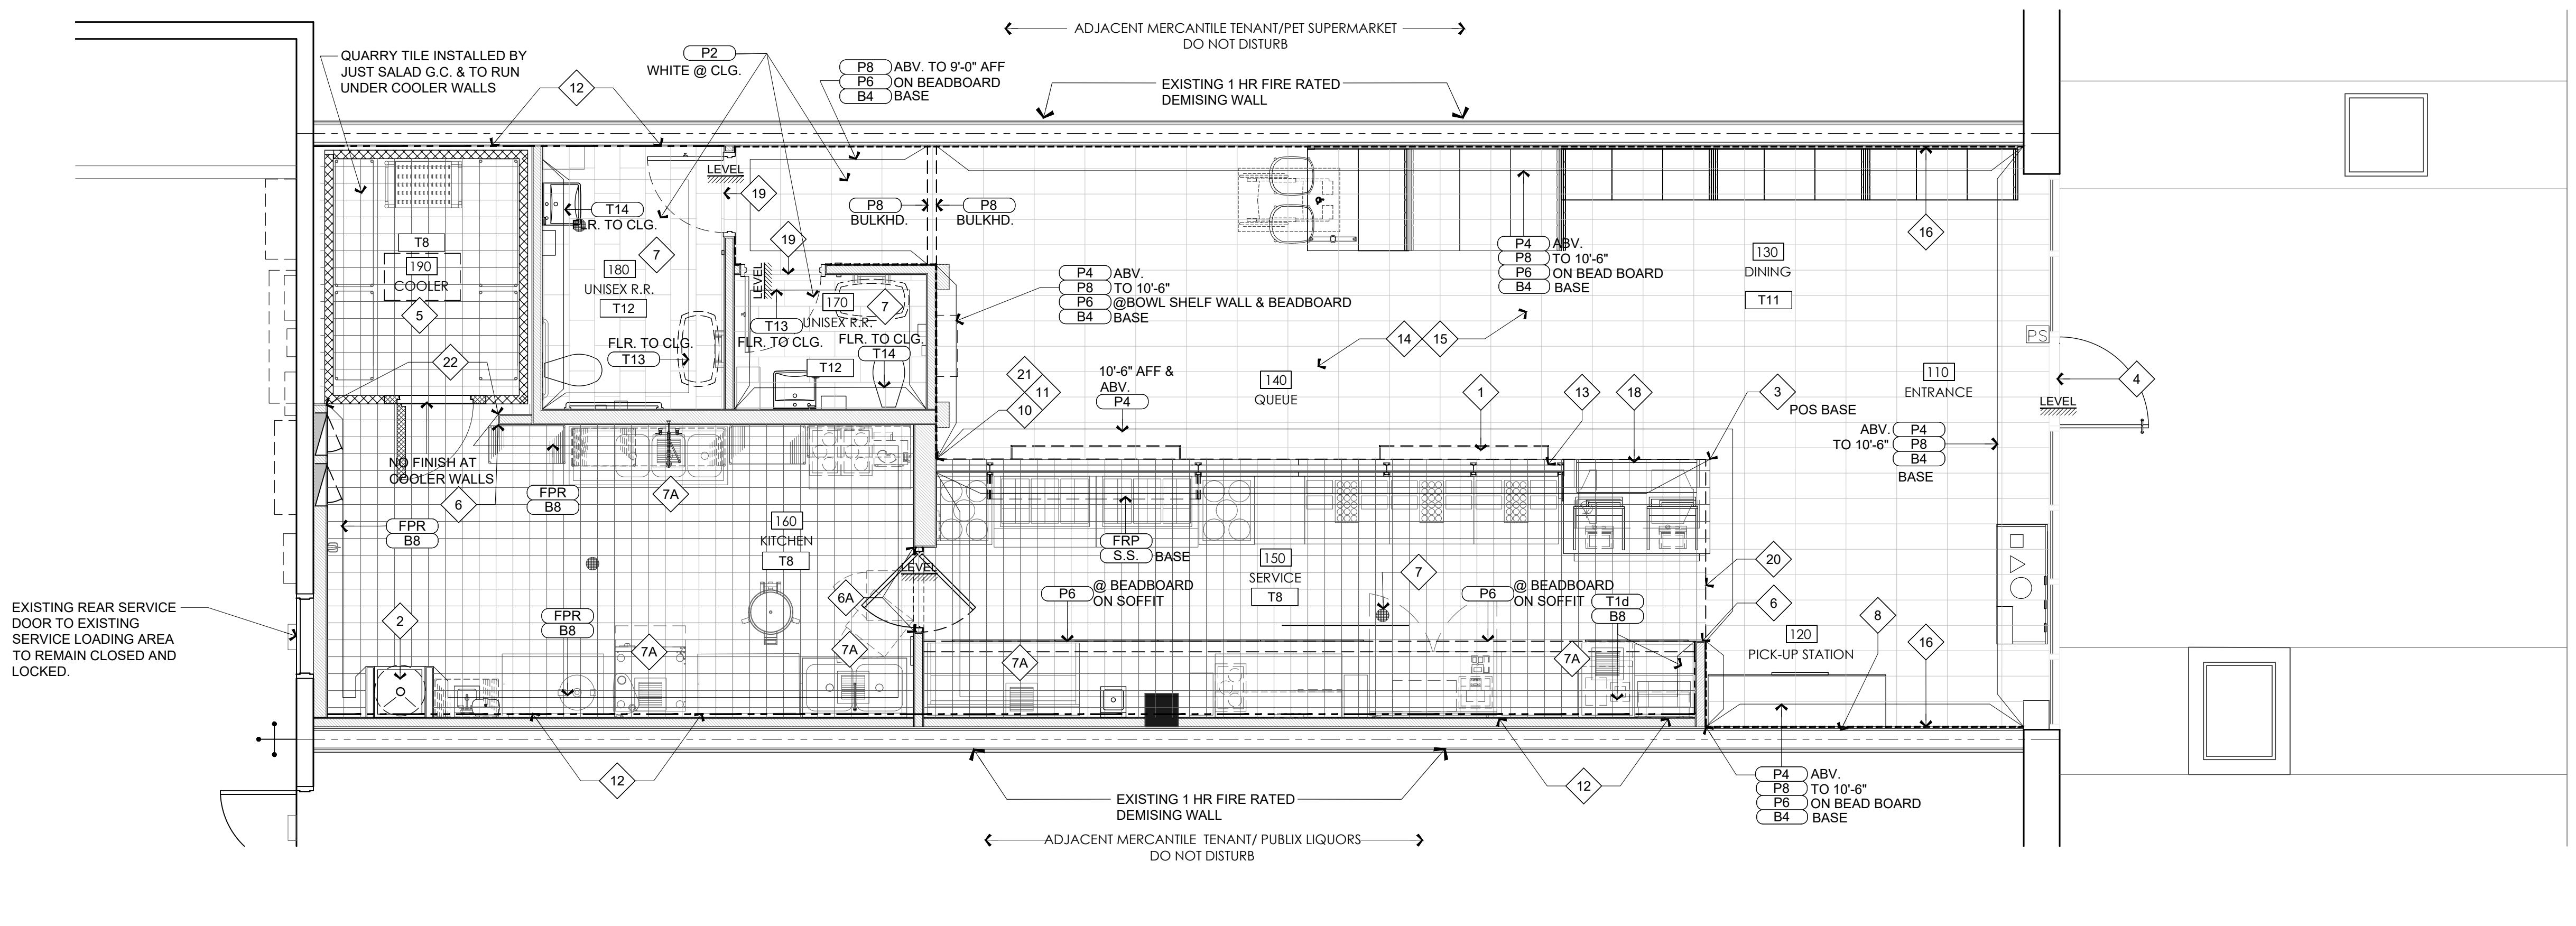 ADJACENT MERCANTILE TENANT/PET SUPERMARKET
DO NOT DISTURB
QUARRY TILE INSTALLED BY
JUST SALAD G.C. & TO RUN
UNDER COOLER WALLS
12
P2
WHITE @ CLG.
P8 ABV. TO 9'-0" AFF
P6 ON BEADBOARD
B4 BASE
EXISTING 1 HR FIRE RATED
DEMISING WALL
LEVEL
19
T14
FLR. TO CLG.
P8
BULKHD.
P8
BULKHD.
16
T8
190
COOLER
5
7
180
UNISEX R.R.
T12
19
LEVEL
170
UNISEX R.R.
7
T13
FLR. TO CLG.
FLR. TO CLG.
T13
FLR. TO CLG.
T14
T12
P4 ABV.
P8 TO 10'-6"
P6 @BOWL SHELF WALL & BEADBOARD
B4 BASE
P4 ABV.
P8 TO 10'-6"
P6 ON BEAD BOARD
B4 BASE
130
DINING
T11
PS
14
15
22
21
11
10
10'-6" AFF &
ABV.
P4
140
QUEUE
1
13
18
3
POS BASE
110
ENTRANCE
4
LEVEL
ABV. P4
TO 10'-6" P8
B4
BASE
NO FINISH AT
COOLER WALLS
6
FPR
B8
7A
FPR
B8
160
KITCHEN
T8
LEVEL
FRP
S.S. BASE
150
SERVICE
T8
7
20
P6 @ BEADBOARD
ON SOFFIT
P6 @ BEADBOARD
ON SOFFIT
T1d
B8
6A
6
8
EXISTING REAR SERVICE
DOOR TO EXISTING
SERVICE LOADING AREA
TO REMAIN CLOSED AND
LOCKED.
2
FPR
B8
7A
7A
7A
7A
120
PICK-UP STATION
16
12
12
EXISTING 1 HR FIRE RATED
DEMISING WALL
P4 ABV.
P8 TO 10'-6"
P6 ON BEAD BOARD
B4 BASE
ADJACENT MERCANTILE TENANT/ PUBLIX LIQUORS
DO NOT DISTURB